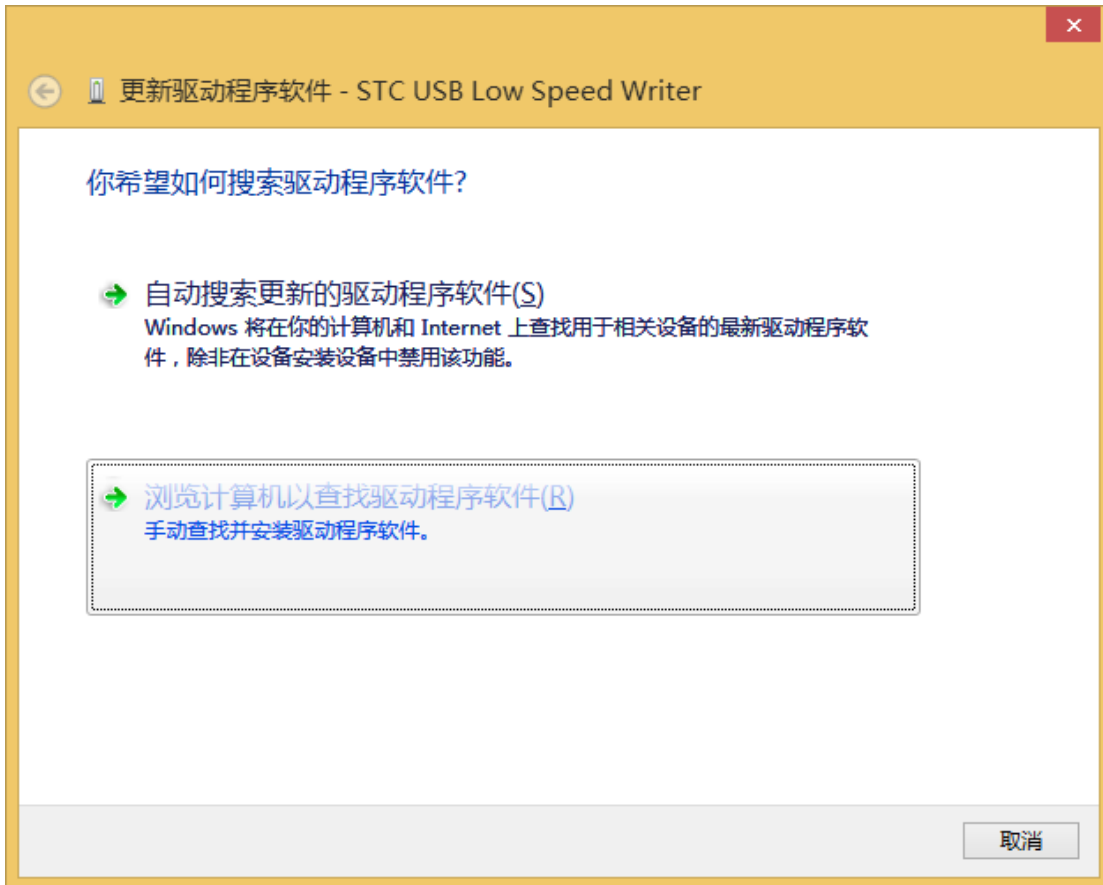 更新驱动程序软件 - STC USB Low Speed Writer
你希望如何搜索驱动程序软件?
自动搜索更新的驱动程序软件(S)
Windows 将在你的计算机和 Internet 上查找用于相关设备的最新驱动程序软
件，除非在设备安装设备中禁用该功能。
浏览计算机以查找驱动程序软件(R)
手动查找并安装驱动程序软件。
取消